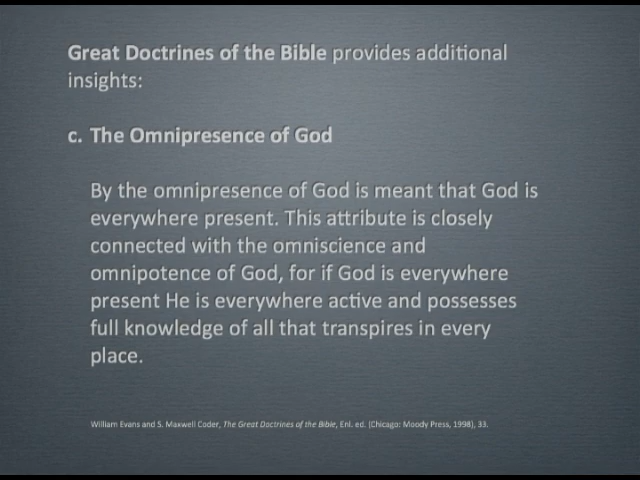 Great Doctrines of the Bible provides additional
insights:
c. The Omnipresence of God
By the omnipresence of God is meant that God is
everywhere present. This attribute is closely
connected with the omniscience and
omnipotence of God, for if God is everywhere
present He is everywhere active and possesses
full knowledge of all that transpires in every
place.
William Evans and S. Maxwell Coder, The Great Doctrines of the Bible, Enl. ed. (Chicago: Moody Press, 1998), 33.